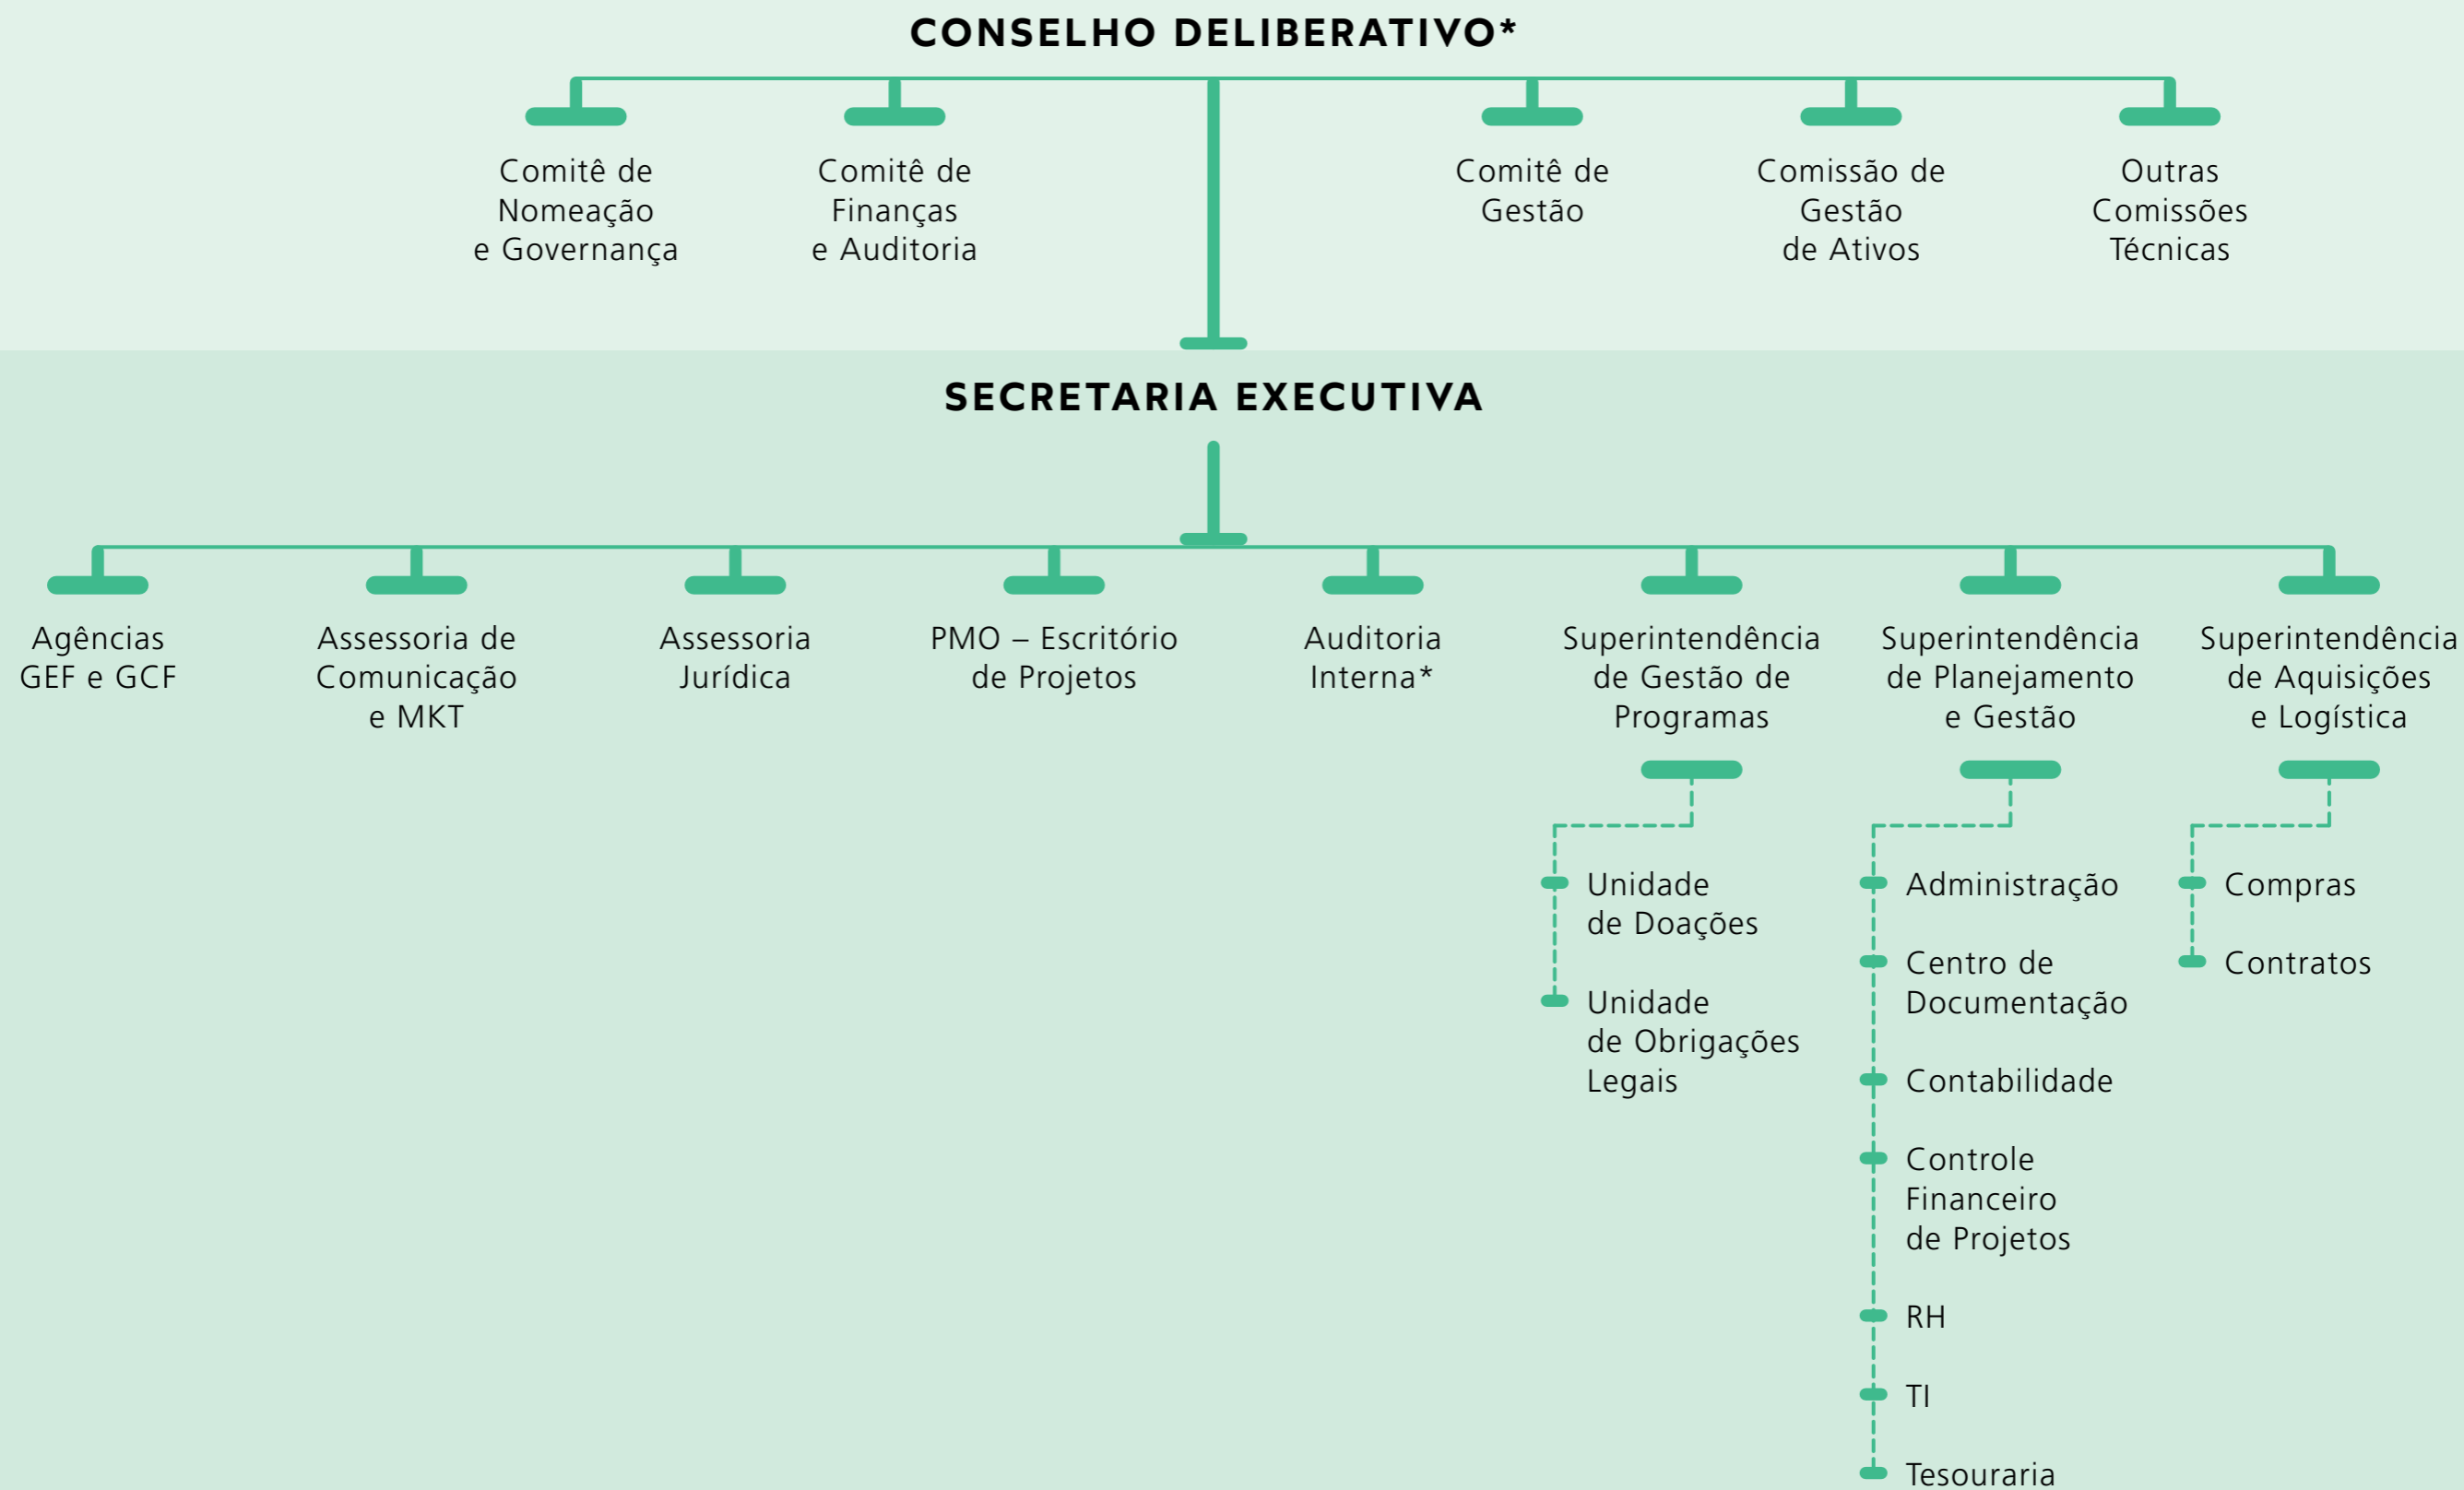 CONSELHO DELIBERATIVO*
Comitê de
Nomeação
e Governança
Comitê de
Finanças
e Auditoria
Comitê de
Gestão
Comissão de
Gestão
de Ativos
Outras
Comissões
Técnicas
SECRETARIA EXECUTIVA
Agências
GEF e GCF
Assessoria de
Comunicação
e MKT
Assessoria
Jurídica
PMO – Escritório
de Projetos
Auditoria
Interna*
Superintendência
de Gestão de
Programas
Unidade
de Doações
Unidade
de Obrigações
Legais
Superintendência
de Planejamento
e Gestão
Administração
Centro de
Documentação
Contabilidade
Controle
Financeiro
de Projetos
RH
TI
Tesouraria
Superintendência
de Aquisições
e Logística
Compras
Contratos